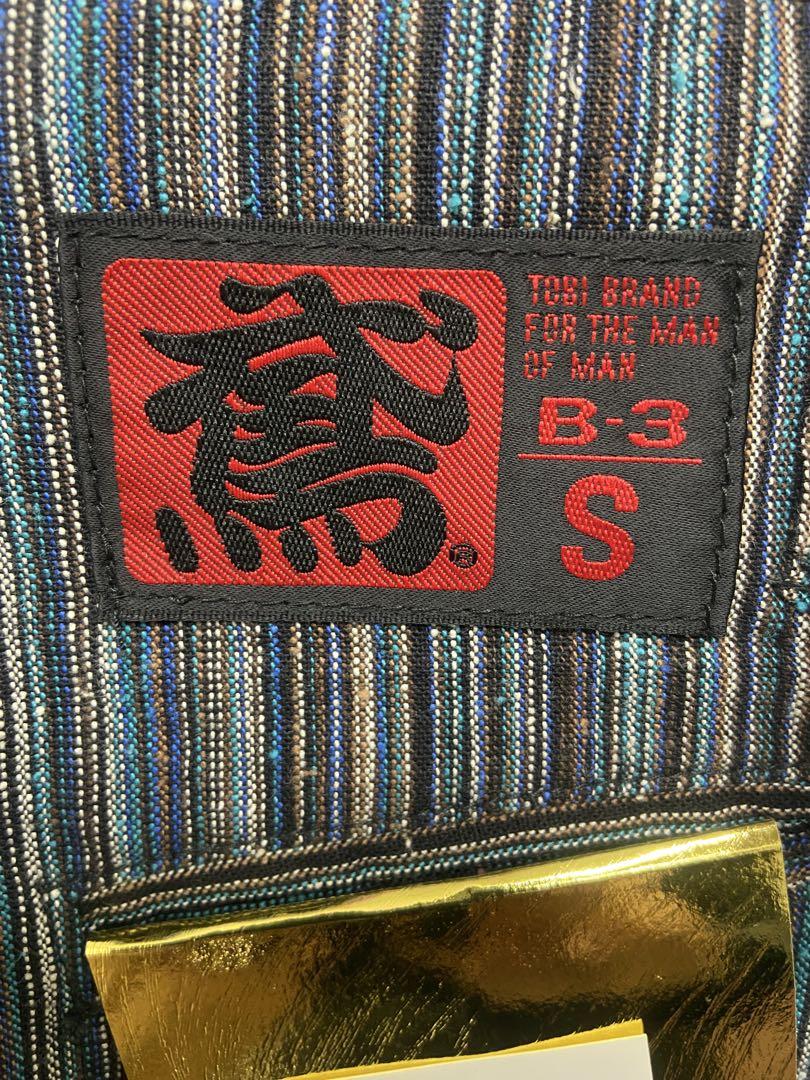 鳶
®
TOBI BRAND
FOR THE MAN
OF MAN
B-3
S